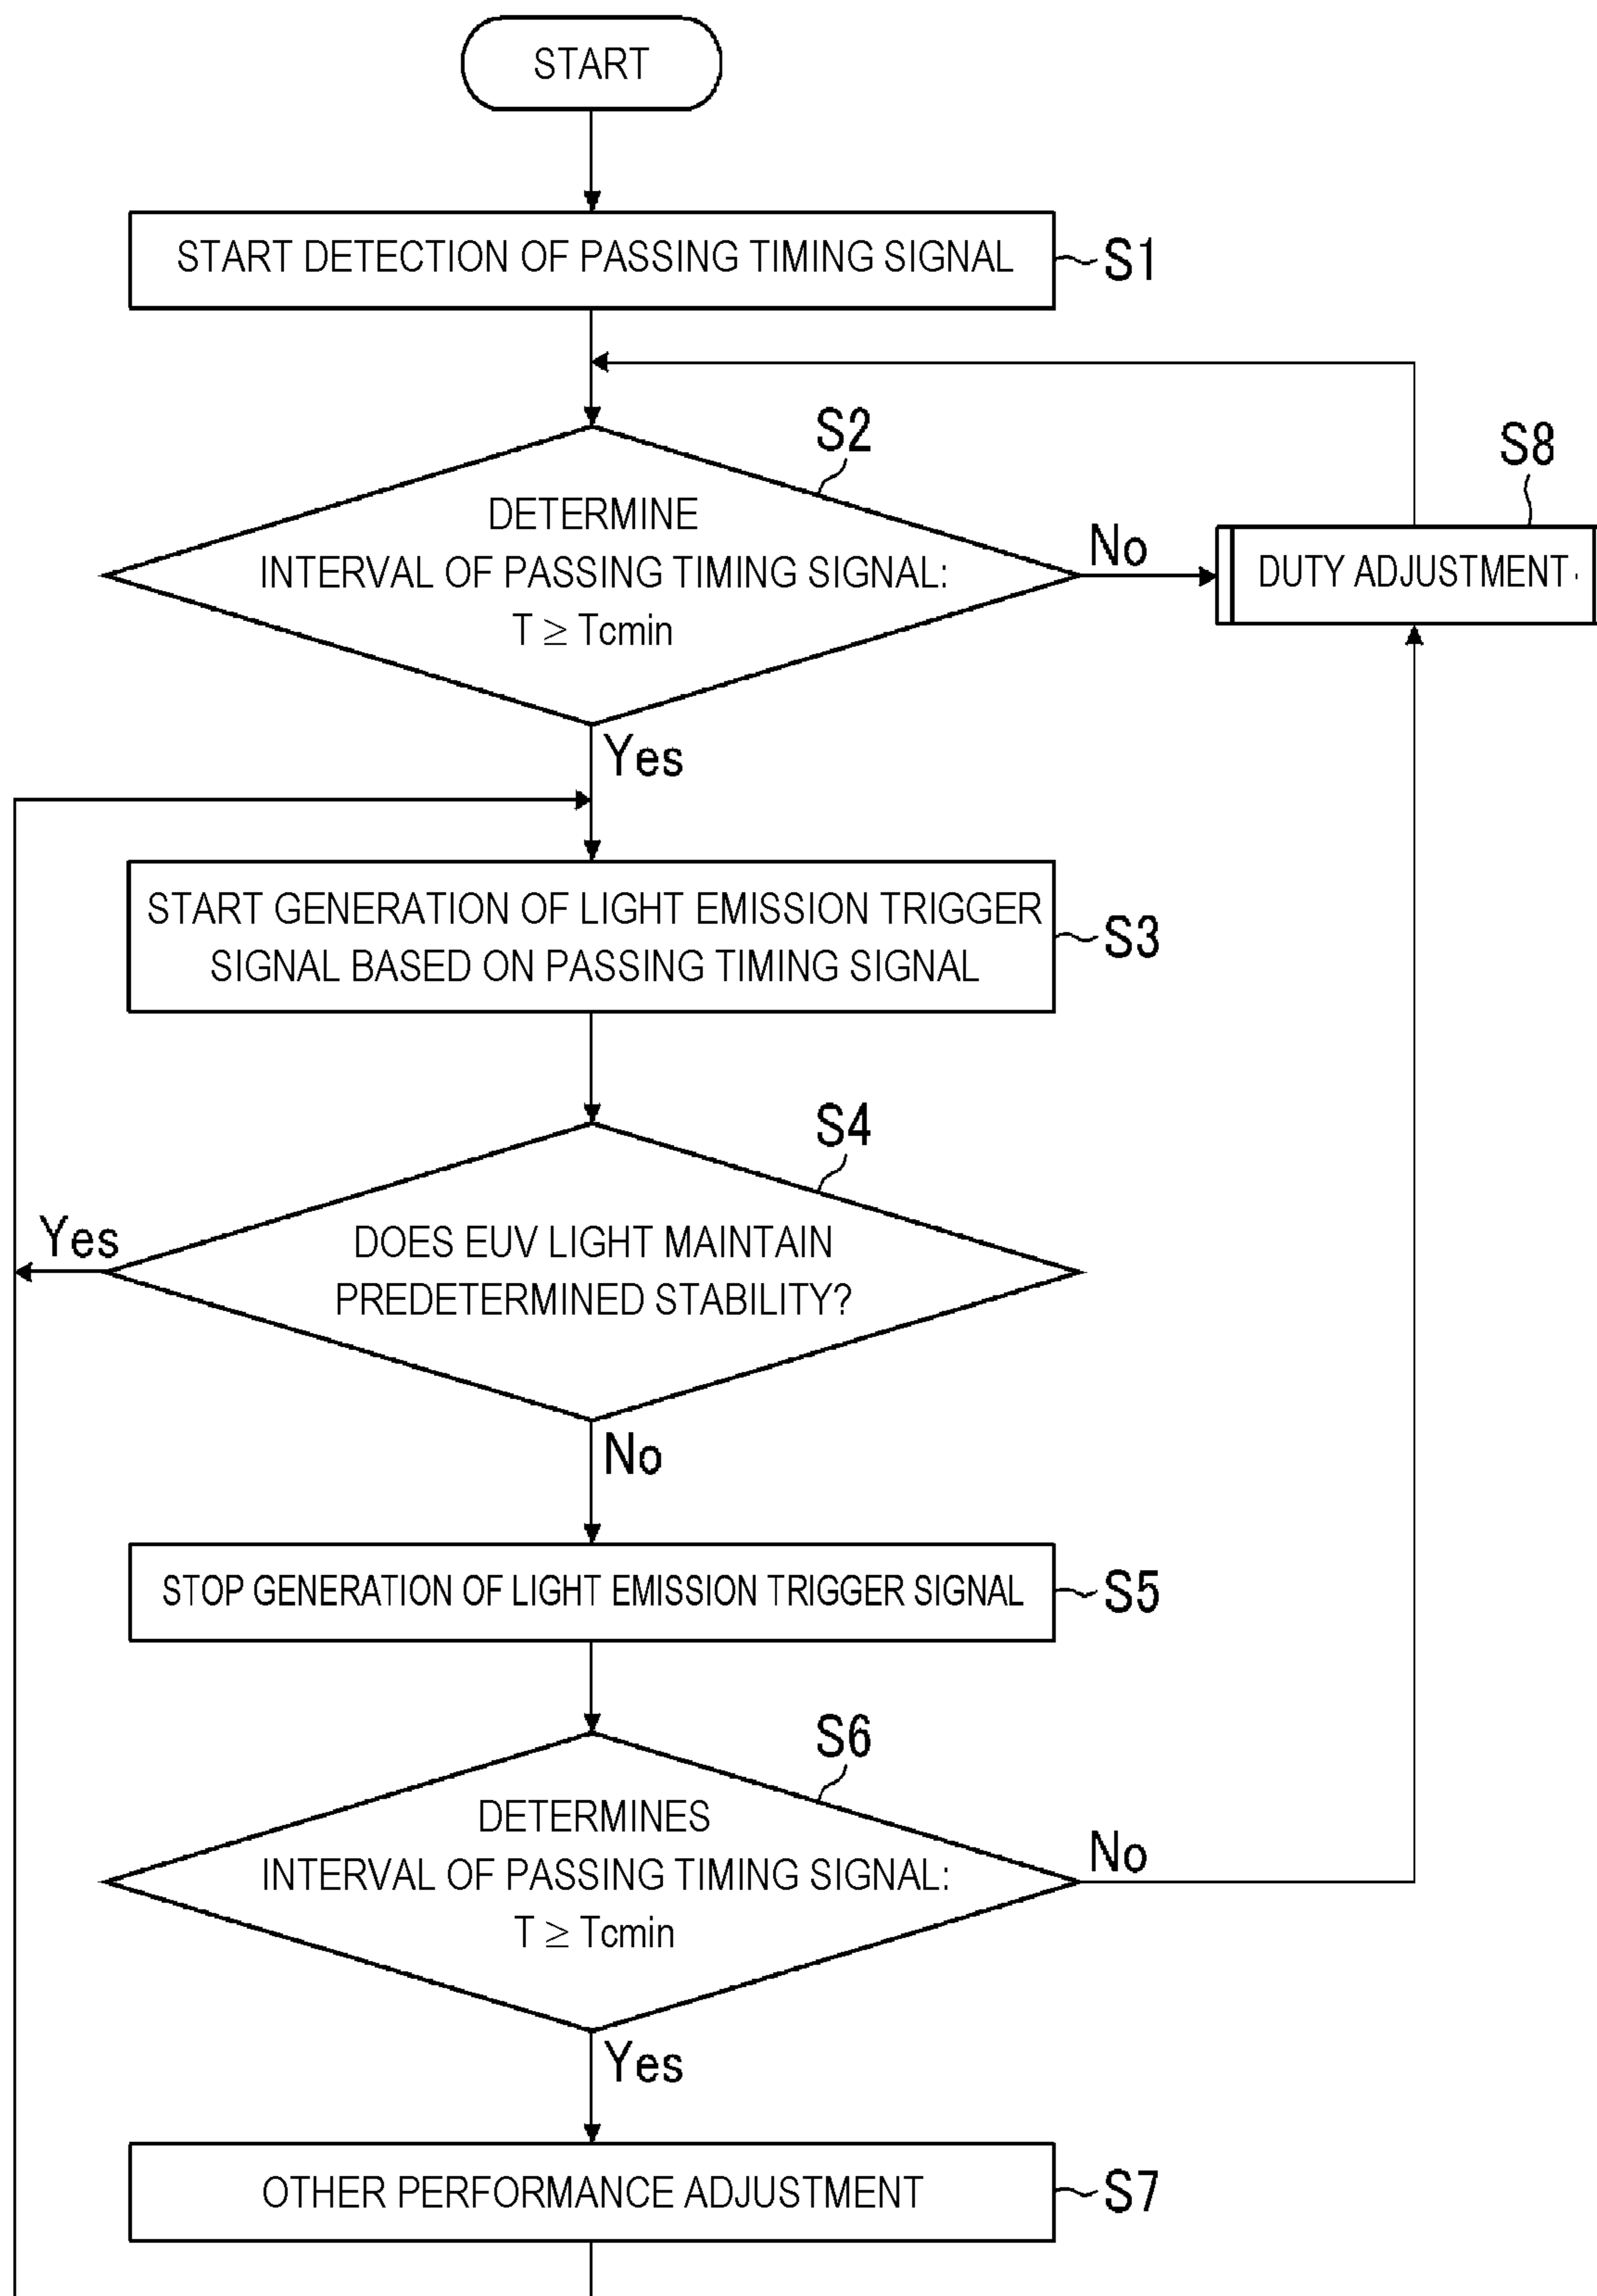 START
START DETECTION OF PASSING TIMING SIGNAL
S1
S2
DETERMINE
INTERVAL OF PASSING TIMING SIGNAL:
T ≥ Tcmin
No
S8
DUTY ADJUSTMENT
Yes
START GENERATION OF LIGHT EMISSION TRIGGER
SIGNAL BASED ON PASSING TIMING SIGNAL
S3
S4
Yes
DOES EUV LIGHT MAINTAIN
PREDETERMINED STABILITY?
No
STOP GENERATION OF LIGHT EMISSION TRIGGER SIGNAL
S5
S6
DETERMINES
INTERVAL OF PASSING TIMING SIGNAL:
T ≥ Tcmin
No
Yes
OTHER PERFORMANCE ADJUSTMENT
S7